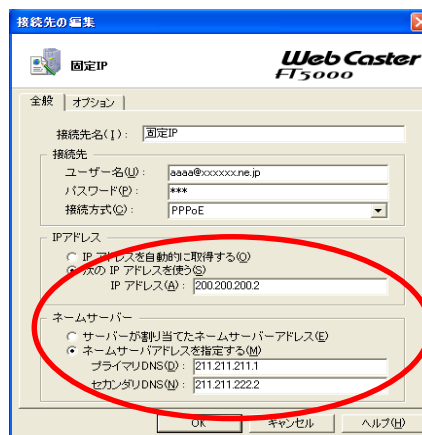 接続先の編集
固定IP
Web Caster
FT5000
全般
オプション
接続先名(I):
固定IP
接続先
ユーザー名(U):
aaaa@xxxxxx.ne.jp
パスワード(P):
***
接続方式(C):
PPPoE
IPアドレス
IP アドレスを自動的に取得する(O)
次の IP アドレスを使う(S)
IP アドレス(A):
200.200.200.2
ネームサーバー
サーバーが割り当てたネームサーバーアドレス(E)
ネームサーバアドレスを指定する(M)
プライマリDNS(D):
211.211.211.1
セカンダリDNS(N):
211.211.222.2
OK
キャンセル
ヘルプ(H)